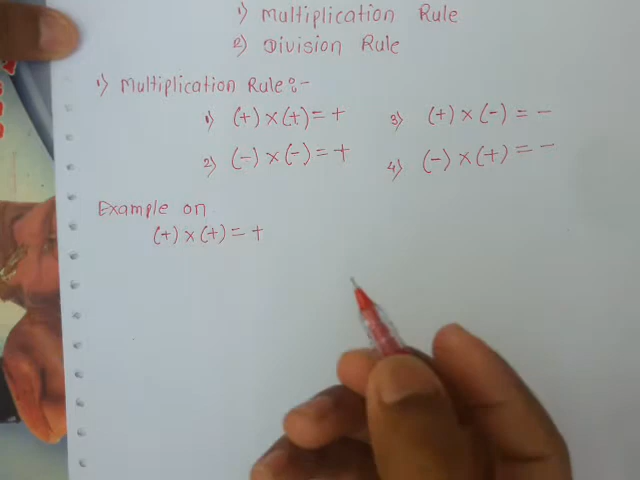 1) Multiplication Rule
2) Division Rule
1) Multiplication Rule :-
1) (+) × (+) = + 3) (+) × (-) = -
2) (-) × (-) = + 4) (-) × (+) = -
Example on
(+) × (+) = +